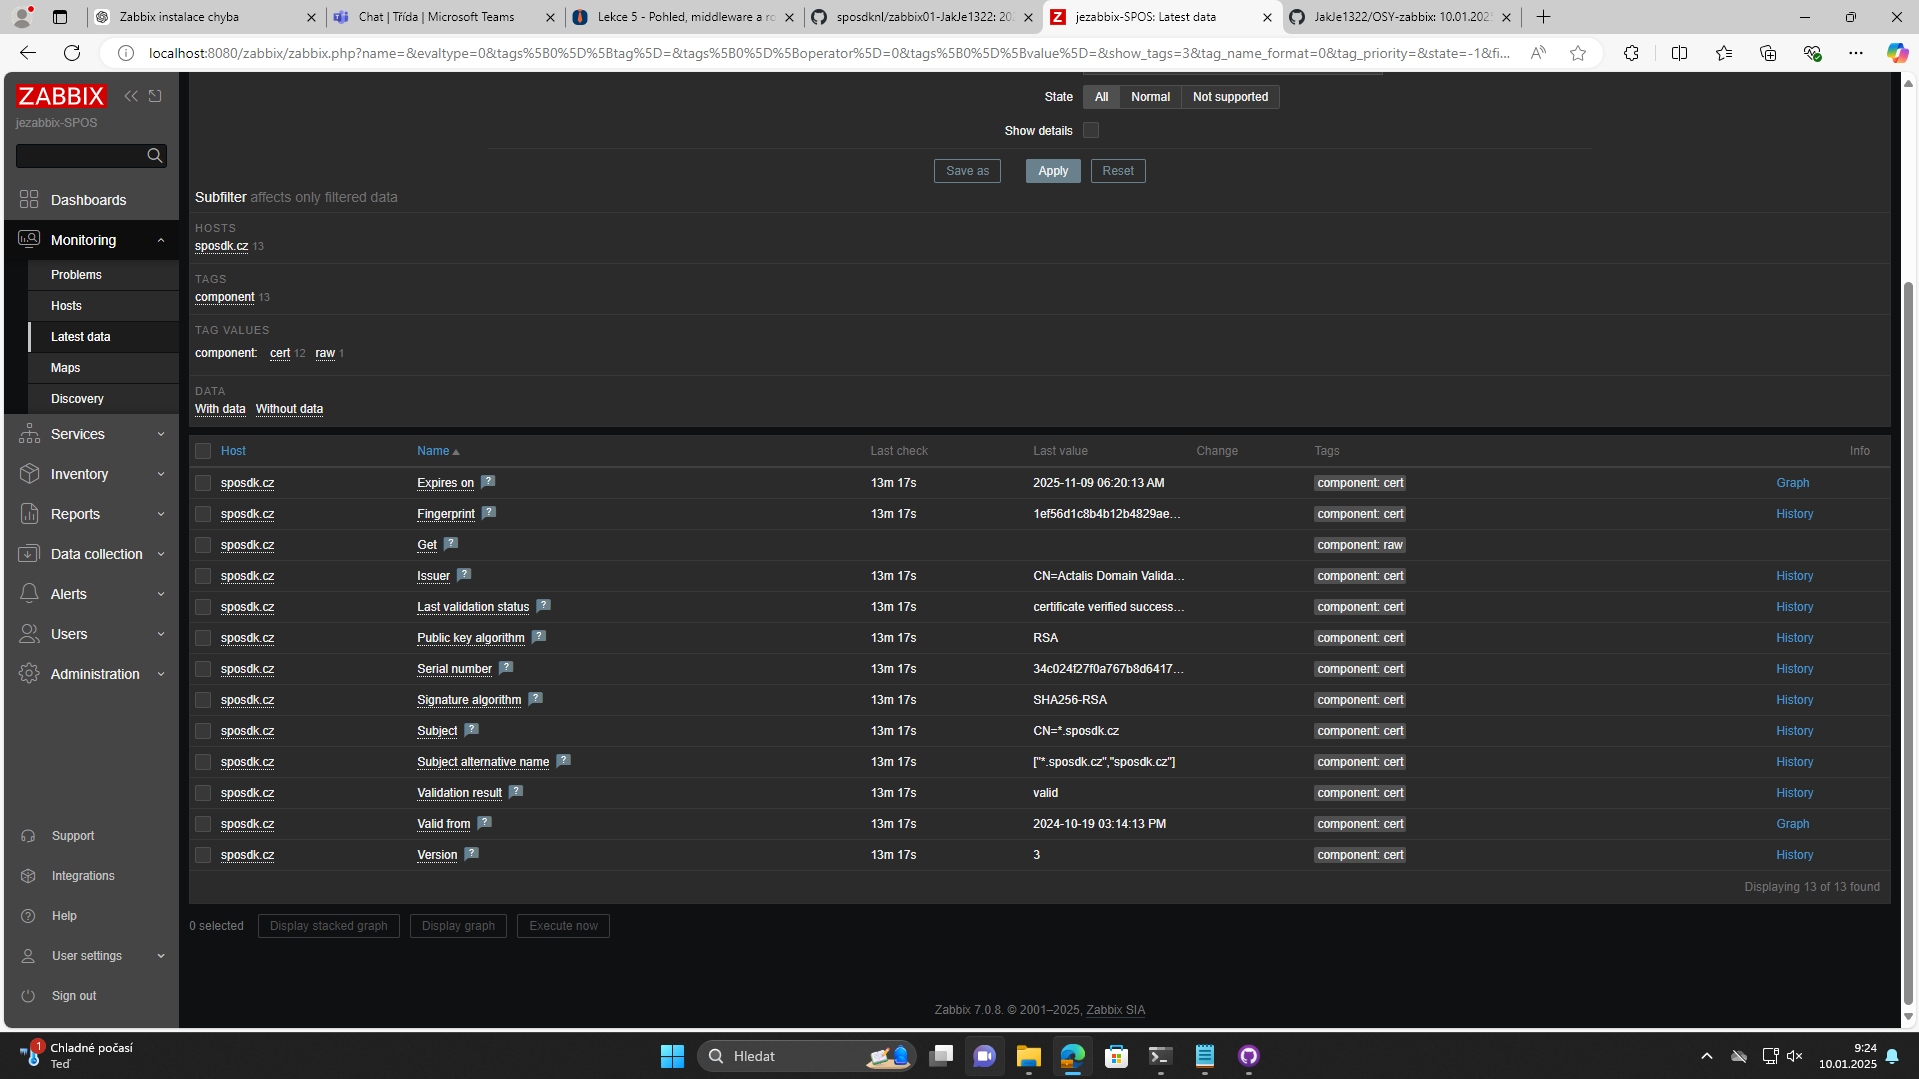 Zabbix instalace chyba
Chat | Třída | Microsoft Teams
Lekce 5 - Pohled, middleware a ro
sposdknl/zabbix01-JakJe1322: 202
jezabbix-SPOS: Latest data
JakJe1322/OSY-zabbix: 10.01.2025
localhost:8080/zabbix/zabbix.php?name=&evaltype=0&tags%5B0%5D%5Btag%5D=&tags%5B0%5D%5Boperator%5D=0&tags%5B0%5D%5Bvalue%5D=&show_tags=3&tag_name_format=0&tag_priority=&state=-1&fi...
ZABBIX
jezabbix-SPOS
Dashboards
Monitoring
Problems
Hosts
Latest data
Maps
Discovery
Services
Inventory
Reports
Data collection
Alerts
Users
Administration
Support
Integrations
Help
User settings
Sign out
State All Normal Not supported
Show details
Save as Apply Reset
Subfilter affects only filtered data
HOSTS
sposdk.cz 13
TAGS
component 13
TAG VALUES
component: cert 12 raw 1
DATA
With data Without data
Host Name Last check Last value Change Tags Info
sposdk.cz Expires on ? 13m 17s 2025-11-09 06:20:13 AM component: cert Graph
sposdk.cz Fingerprint ? 13m 17s 1ef56d1c8b4b12b4829ae... component: cert History
sposdk.cz Get ? component: raw
sposdk.cz Issuer ? 13m 17s CN=Actalis Domain Valida... component: cert History
sposdk.cz Last validation status ? 13m 17s certificate verified success... component: cert History
sposdk.cz Public key algorithm ? 13m 17s RSA component: cert History
sposdk.cz Serial number ? 13m 17s 34c024f27f0a767b8d6417... component: cert History
sposdk.cz Signature algorithm ? 13m 17s SHA256-RSA component: cert History
sposdk.cz Subject ? 13m 17s CN=*.sposdk.cz component: cert History
sposdk.cz Subject alternative name ? 13m 17s ["*.sposdk.cz","sposdk.cz"] component: cert History
sposdk.cz Validation result ? 13m 17s valid component: cert History
sposdk.cz Valid from ? 13m 17s 2024-10-19 03:14:13 PM component: cert Graph
sposdk.cz Version ? 13m 17s 3 component: cert History
Displaying 13 of 13 found
0 selected Display stacked graph Display graph Execute now
Zabbix 7.0.8. © 2001–2025, Zabbix SIA
1
Chladné počasí
Teď
Hledat
9:24
10.01.2025